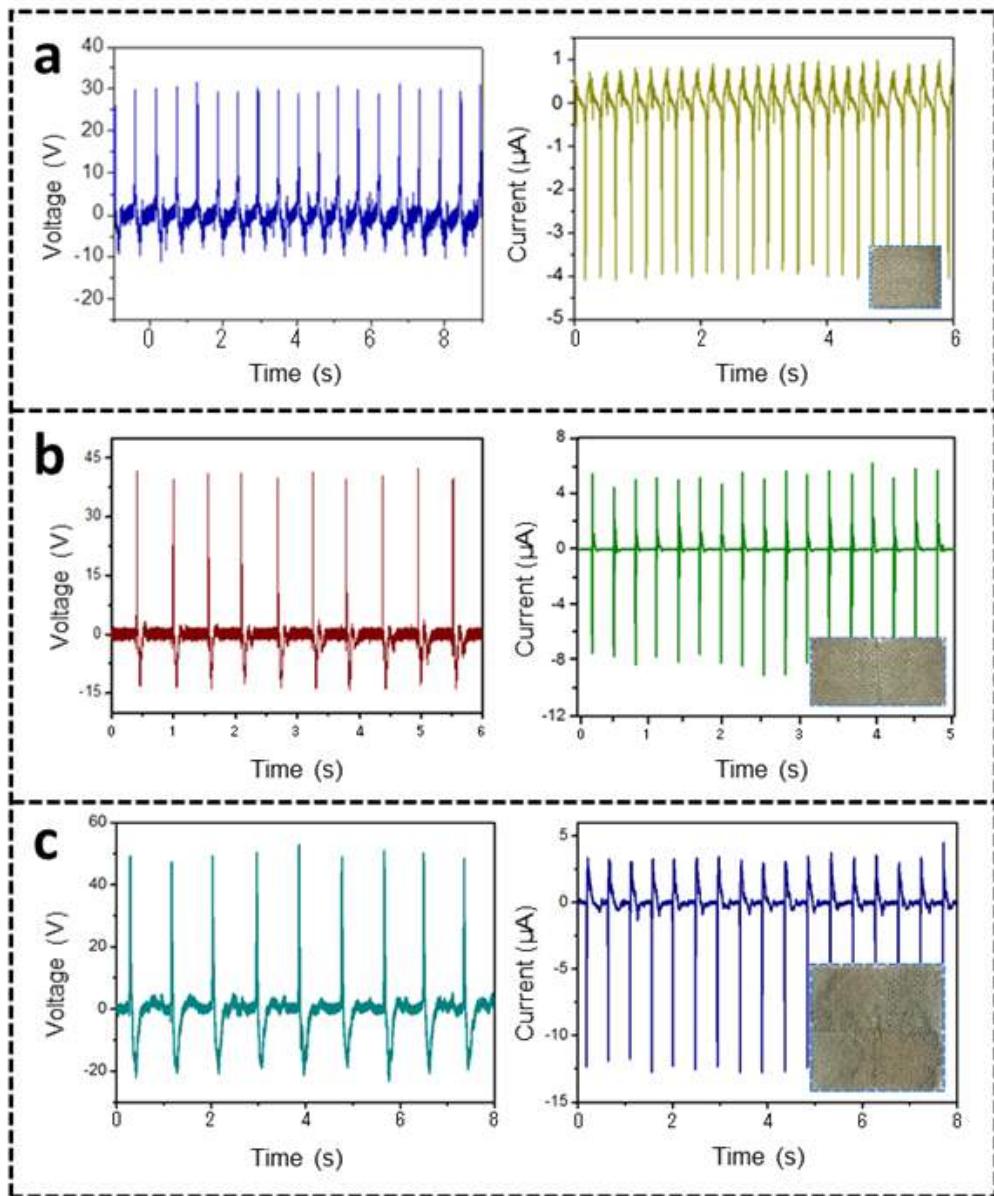 a
Voltage (V)
40
30
20
10
0
-10
-20
0 2 4 6 8
Time (s)
Current (μA)
1
0
-1
-2
-3
-4
-5
0 2 4 6
Time (s)
b
Voltage (V)
45
30
15
0
-15
0 1 2 3 4 5 6
Time (s)
Current (μA)
8
4
0
-4
-8
-12
0 1 2 3 4 5
Time (s)
c
Voltage (V)
60
40
20
0
-20
0 2 4 6 8
Time (s)
Current (μA)
5
0
-5
-10
-15
0 2 4 6 8
Time (s)